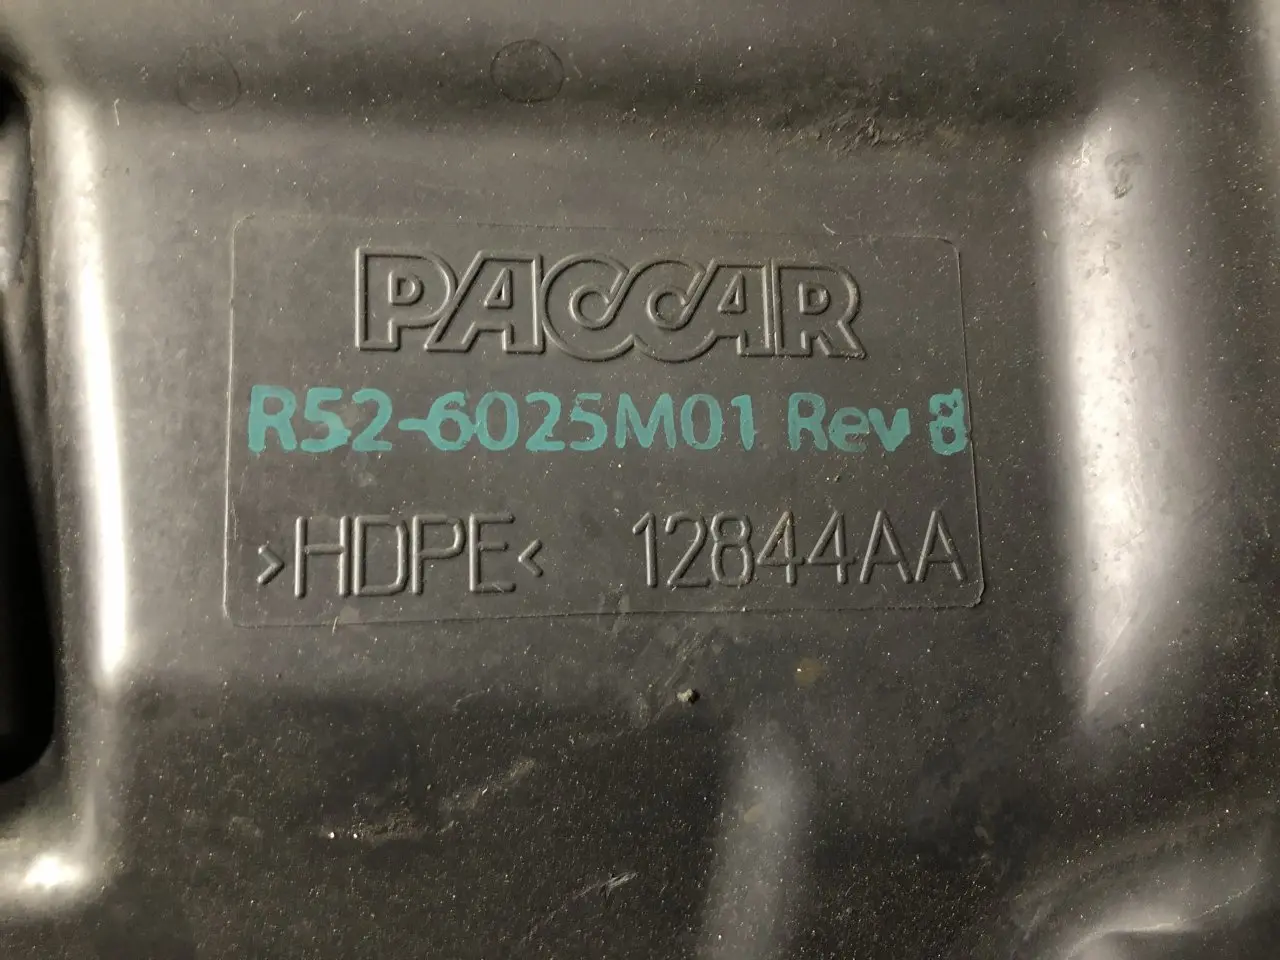 PACCAR
R52-6025M01 Rev 8
>HDPE< 12844AA